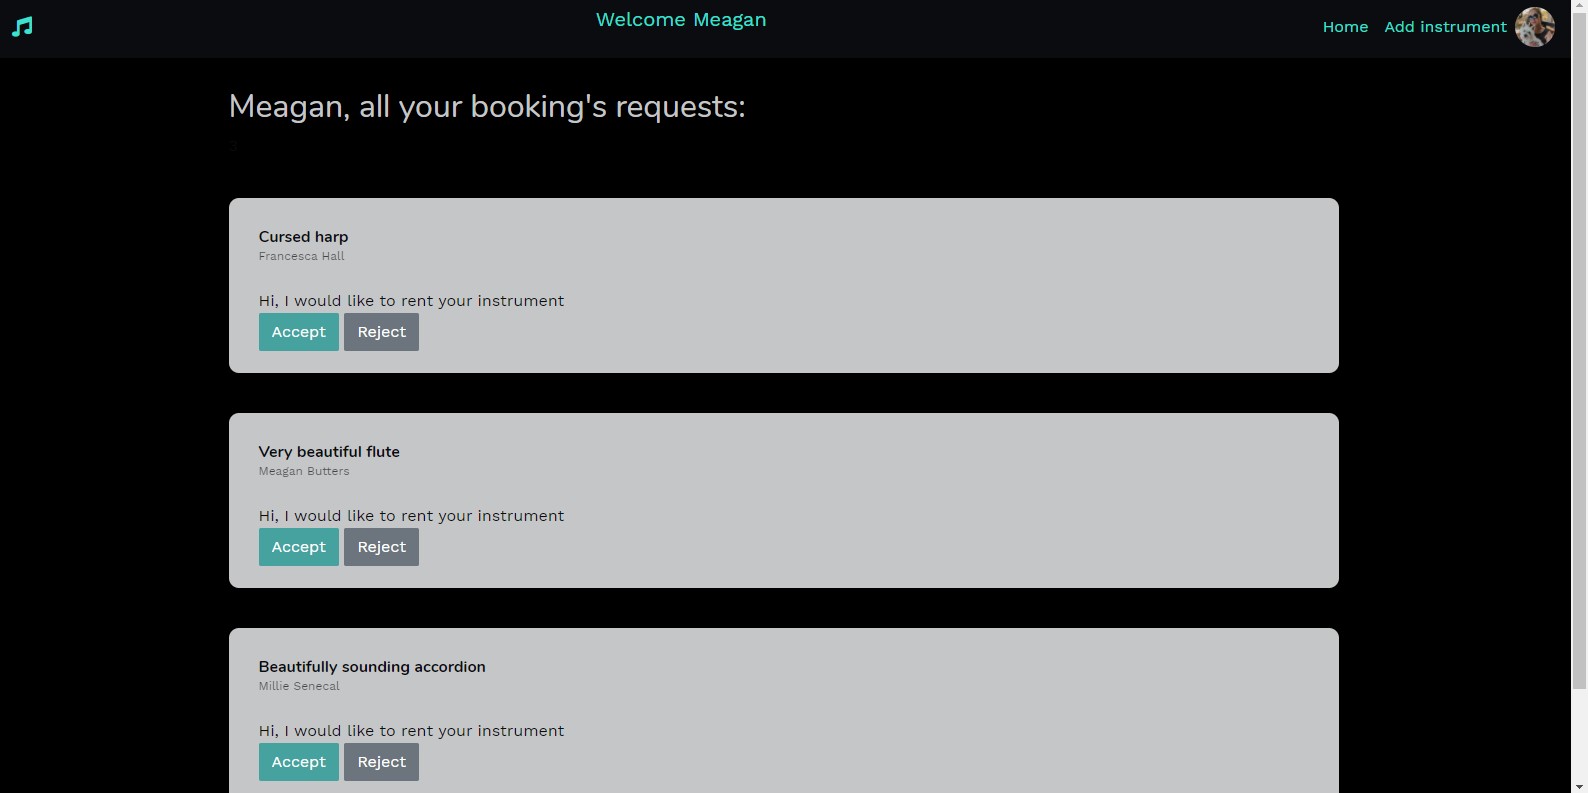 Welcome Meagan
Home Add instrument
Meagan, all your booking's requests:
3
Cursed harp
Francesca Hall
Hi, I would like to rent your instrument
Accept Reject
Very beautiful flute
Meagan Butters
Hi, I would like to rent your instrument
Accept Reject
Beautifully sounding accordion
Millie Senecal
Hi, I would like to rent your instrument
Accept Reject